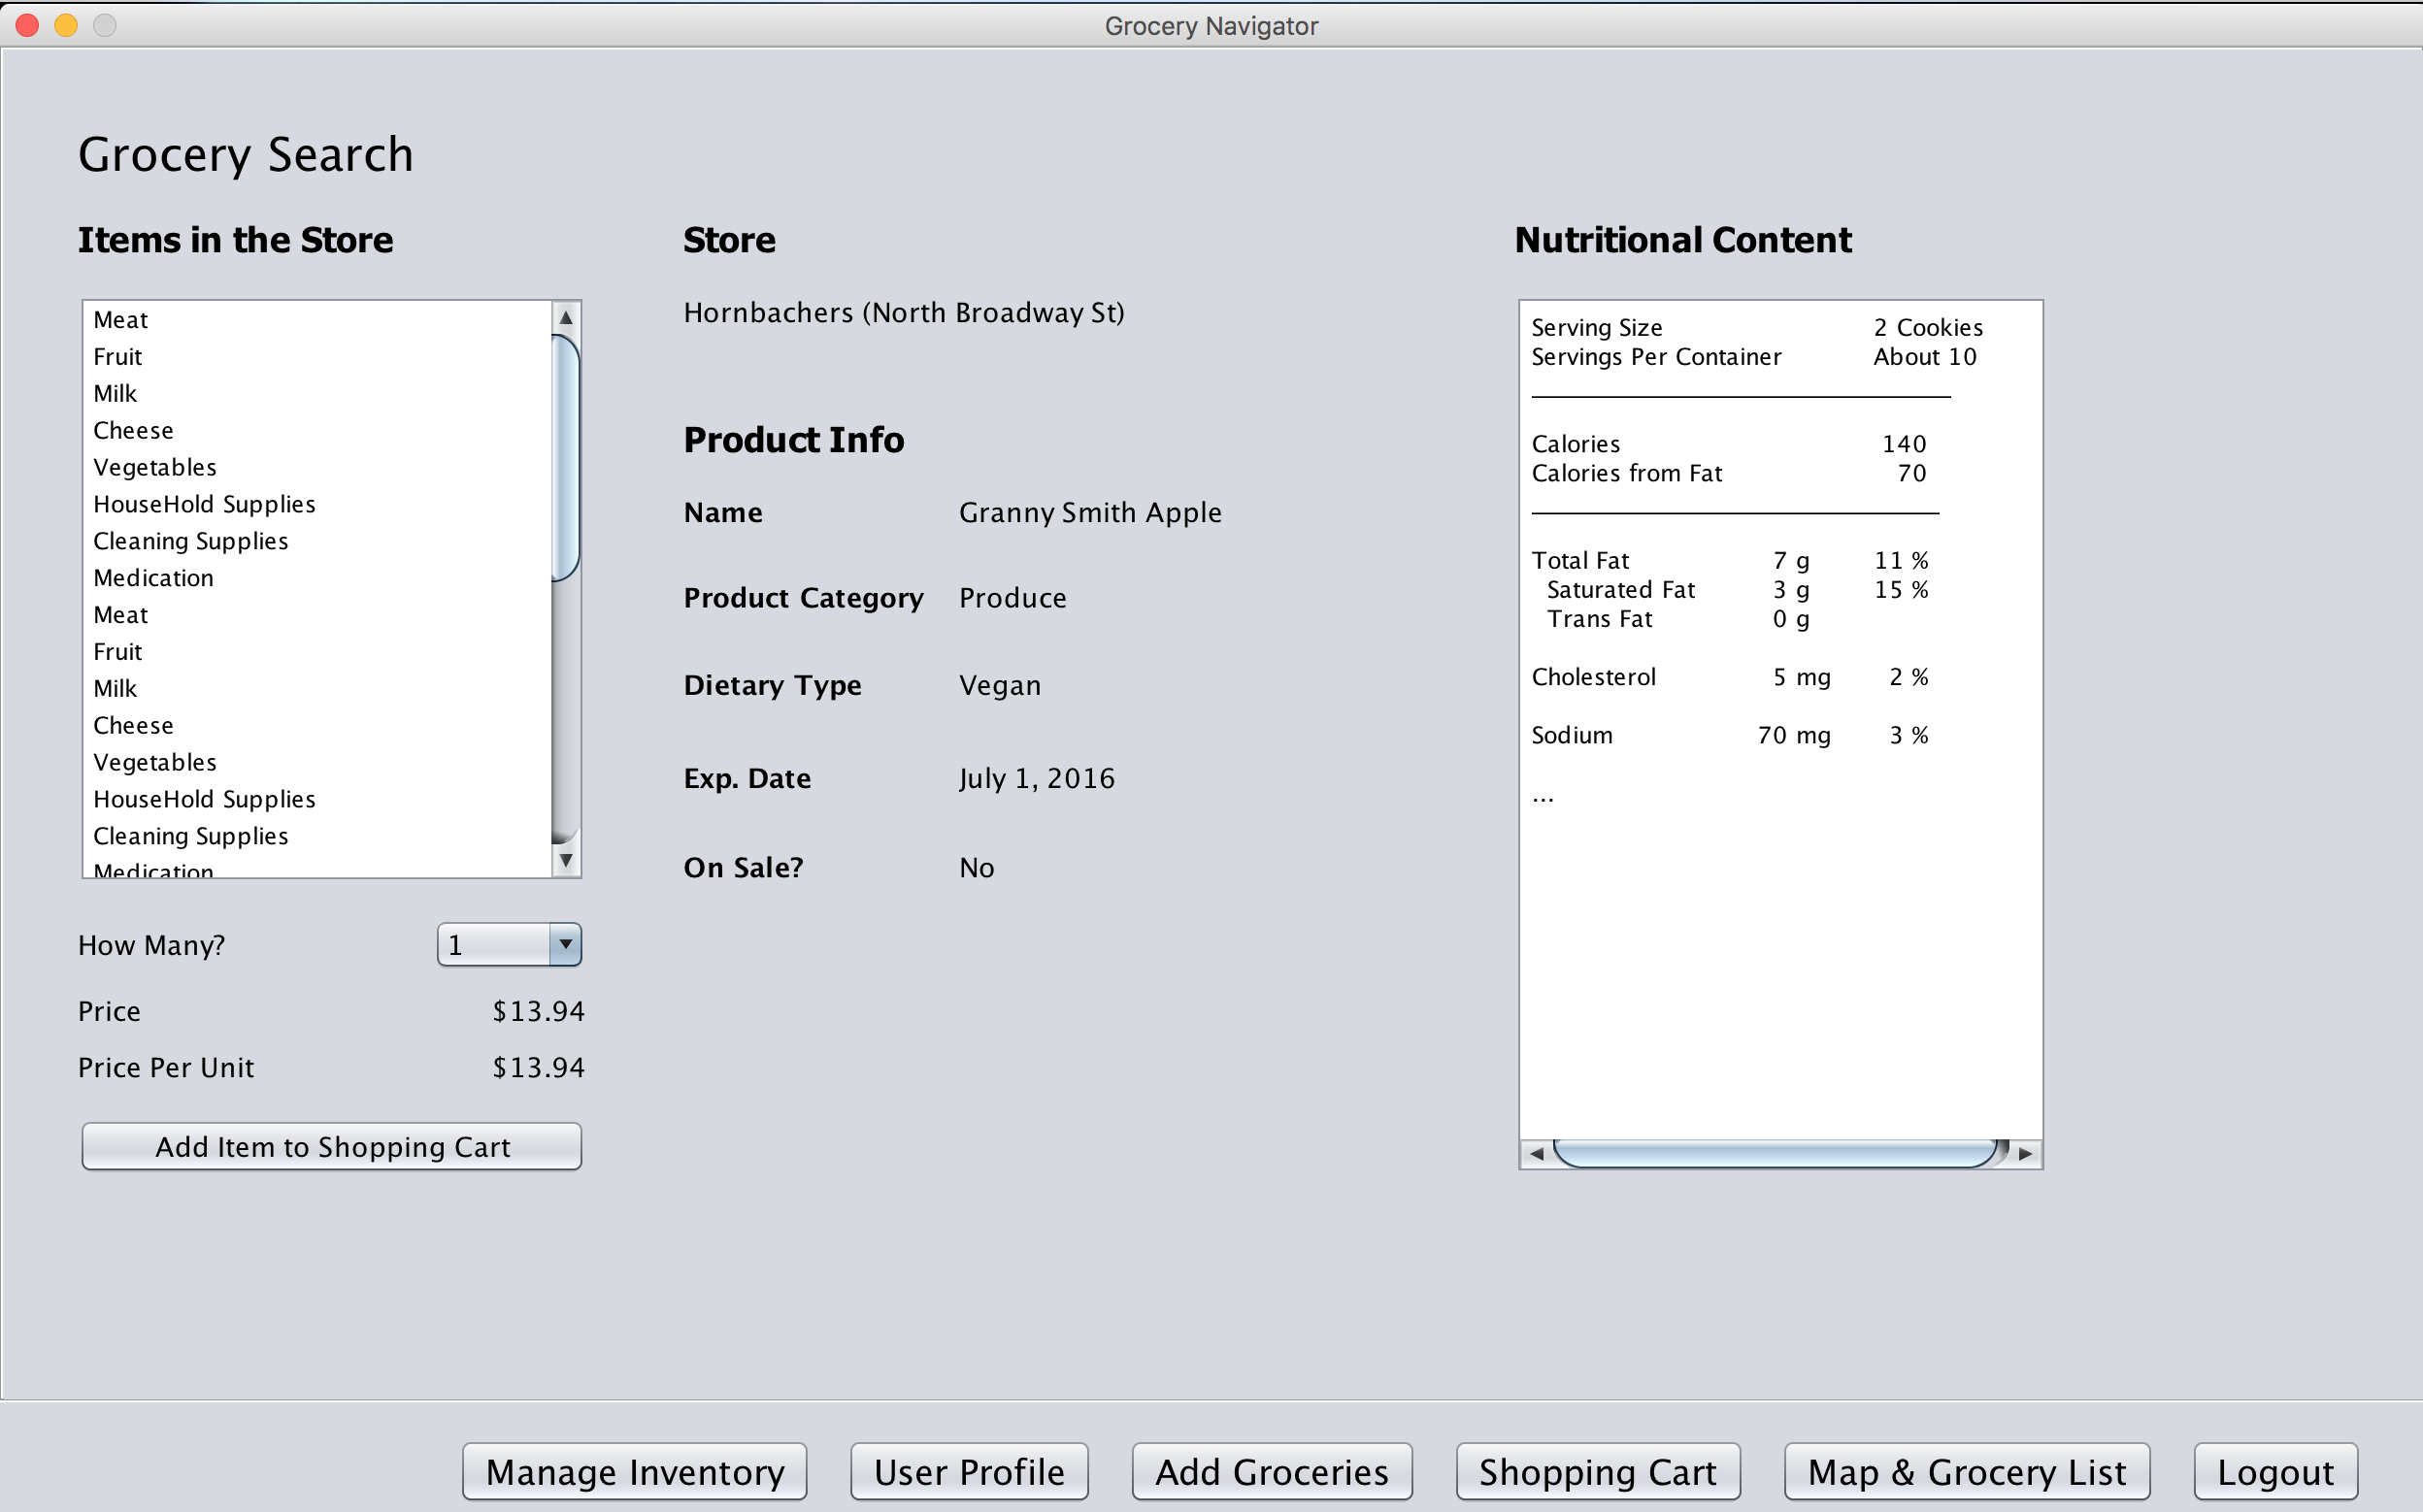 Grocery Navigator
Grocery Search
Items in the Store
Meat
Fruit
Milk
Cheese
Vegetables
HouseHold Supplies
Cleaning Supplies
Medication
Meat
Fruit
Milk
Cheese
Vegetables
HouseHold Supplies
Cleaning Supplies
Medication
How Many? 1
Price $13.94
Price Per Unit $13.94
Add Item to Shopping Cart
Store
Hornbachers (North Broadway St)
Product Info
Name Granny Smith Apple
Product Category Produce
Dietary Type Vegan
Exp. Date July 1, 2016
On Sale? No
Nutritional Content
Serving Size 2 Cookies
Servings Per Container About 10
Calories 140
Calories from Fat 70
Total Fat 7 g 11 %
Saturated Fat 3 g 15 %
Trans Fat 0 g
Cholesterol 5 mg 2 %
Sodium 70 mg 3 %
...
Manage Inventory User Profile Add Groceries Shopping Cart Map & Grocery List Logout